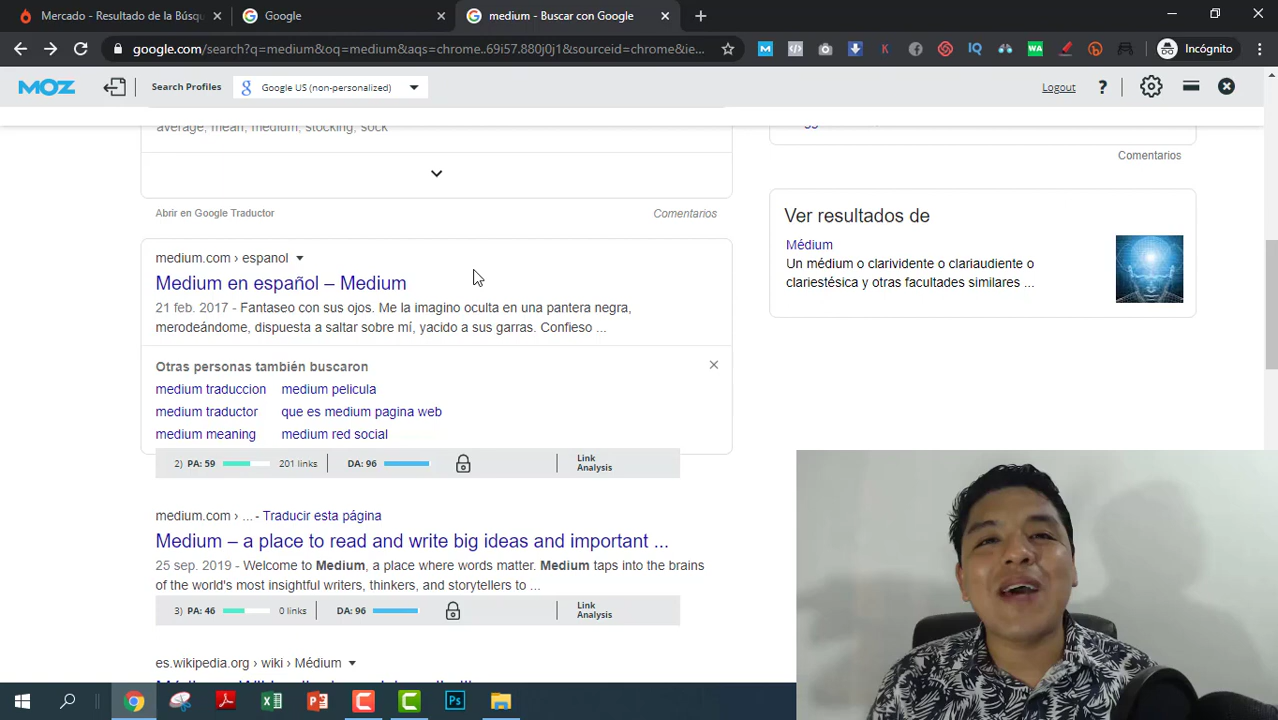 Mercado - Resultado de la Búsqu
Google
medium - Buscar con Google
google.com/search?q=medium&oq=medium&aqs=chrome..69i57.880j0j1&sourceid=chrome&ie...
K
IQ
WA
Incógnito
MOZ
Search Profiles
Google US (non-personalized)
Logout
?
average, mean, medium, stocking, sock
Comentarios
Abrir en Google Traductor
Comentarios
Ver resultados de
Médium
Un médium o clarividente o clariaudiente o
clariestésica y otras facultades similares ...
medium.com › espanol
Medium en español – Medium
21 feb. 2017 - Fantaseo con sus ojos. Me la imagino oculta en una pantera negra,
merodeándome, dispuesta a saltar sobre mí, yacido a sus garras. Confieso ...
Otras personas también buscaron
medium traduccion
medium pelicula
medium traductor
que es medium pagina web
medium meaning
medium red social
2) PA: 59
201 links
DA: 96
Link
Analysis
medium.com › ... - Traducir esta página
Medium – a place to read and write big ideas and important ...
25 sep. 2019 - Welcome to Medium, a place where words matter. Medium taps into the brains
of the world's most insightful writers, thinkers, and storytellers to ...
3) PA: 46
0 links
DA: 96
Link
Analysis
es.wikipedia.org › wiki › Médium
Ps